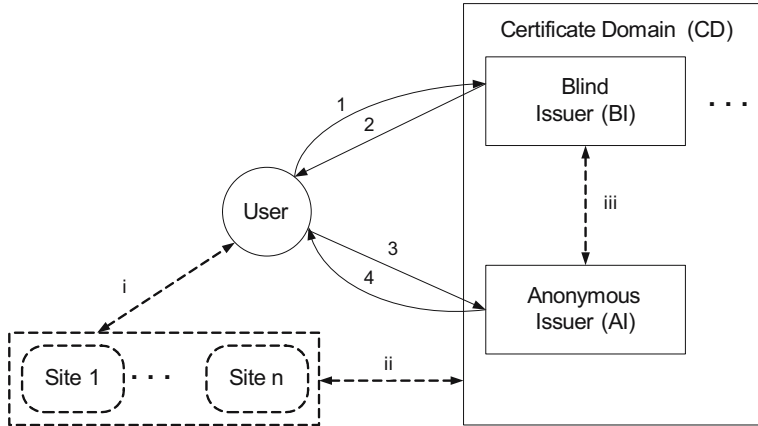 Certificate Domain (CD)
Blind
Issuer (BI)
. . .
1
2
iii
User
3
4
i
Anonymous
Issuer (AI)
Site 1
. . .
Site n
ii